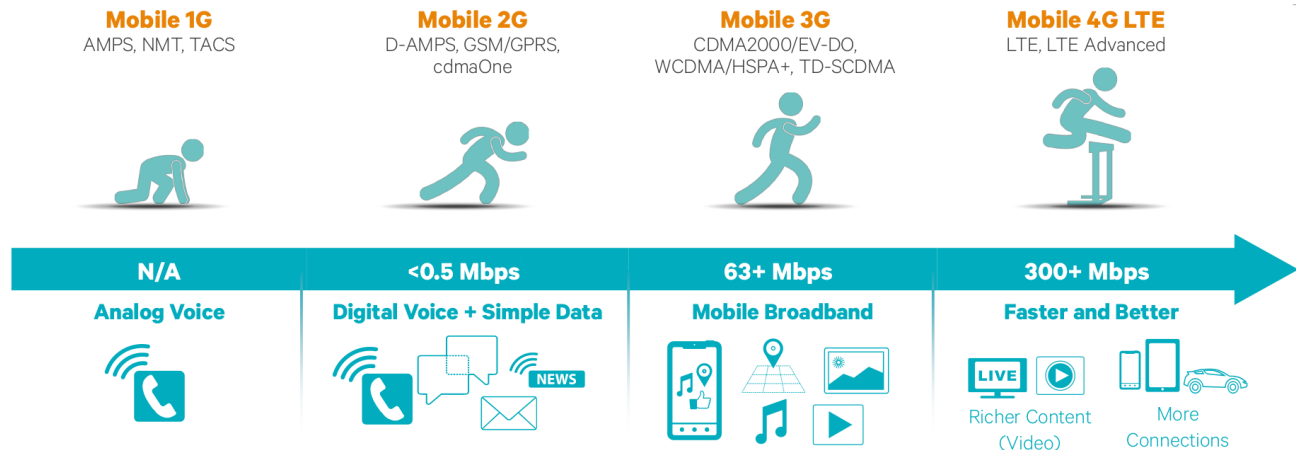 Mobile 1G
AMPS, NMT, TACS
Mobile 2G
D-AMPS, GSM/GPRS,
cdmaOne
Mobile 3G
CDMA2000/EV-DO,
WCDMA/HSPA+, TD-SCDMA
Mobile 4G LTE
LTE, LTE Advanced
N/A
<0.5 Mbps
63+ Mbps
300+ Mbps
Analog Voice
Digital Voice + Simple Data
Mobile Broadband
Faster and Better
NEWS
LIVE
Richer Content
(Video)
More
Connections